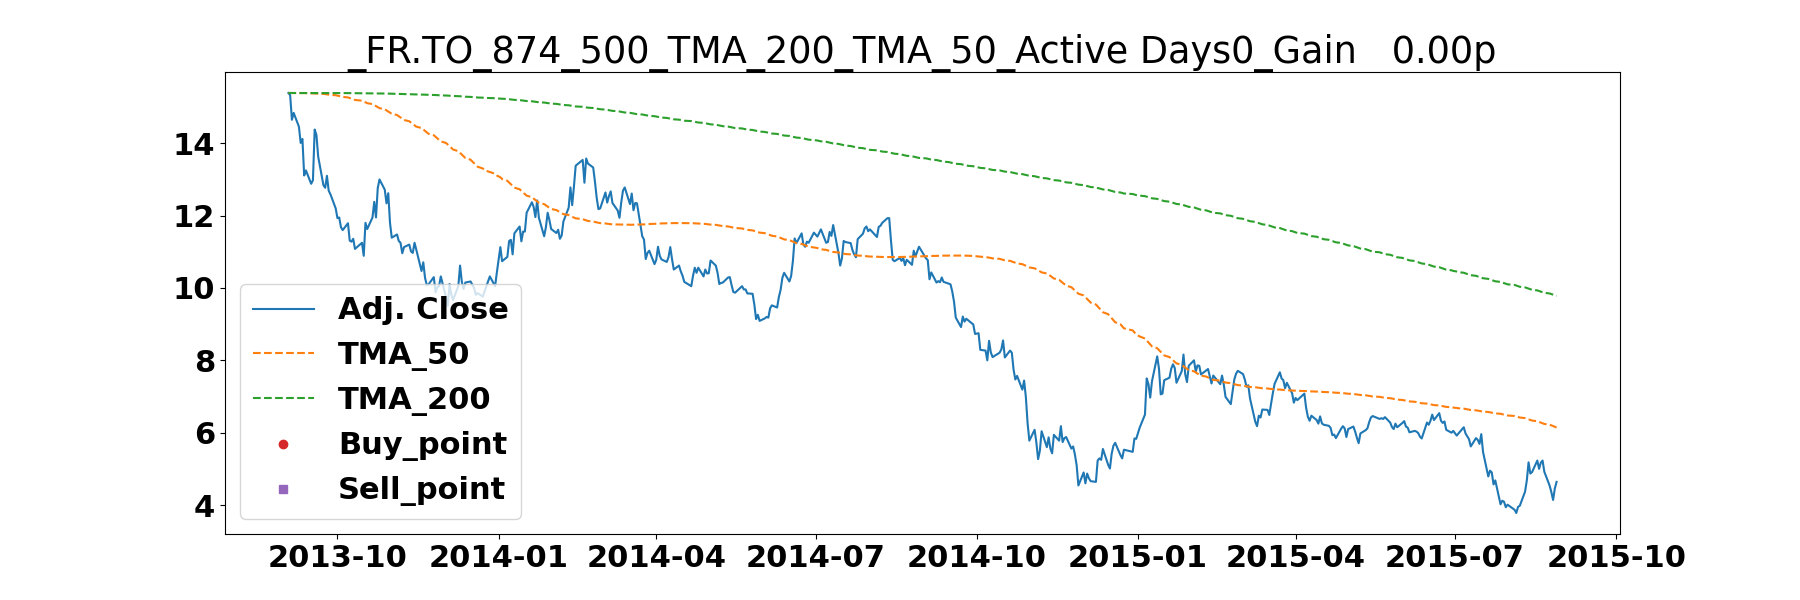 _FR.TO_874_500_TMA_200_TMA_50_Active Days0_Gain   0.00p
14
12
10
8
6
4
Adj. Close
TMA_50
TMA_200
Buy_point
Sell_point
2013-10 2014-01 2014-04 2014-07 2014-10 2015-01 2015-04 2015-07 2015-10